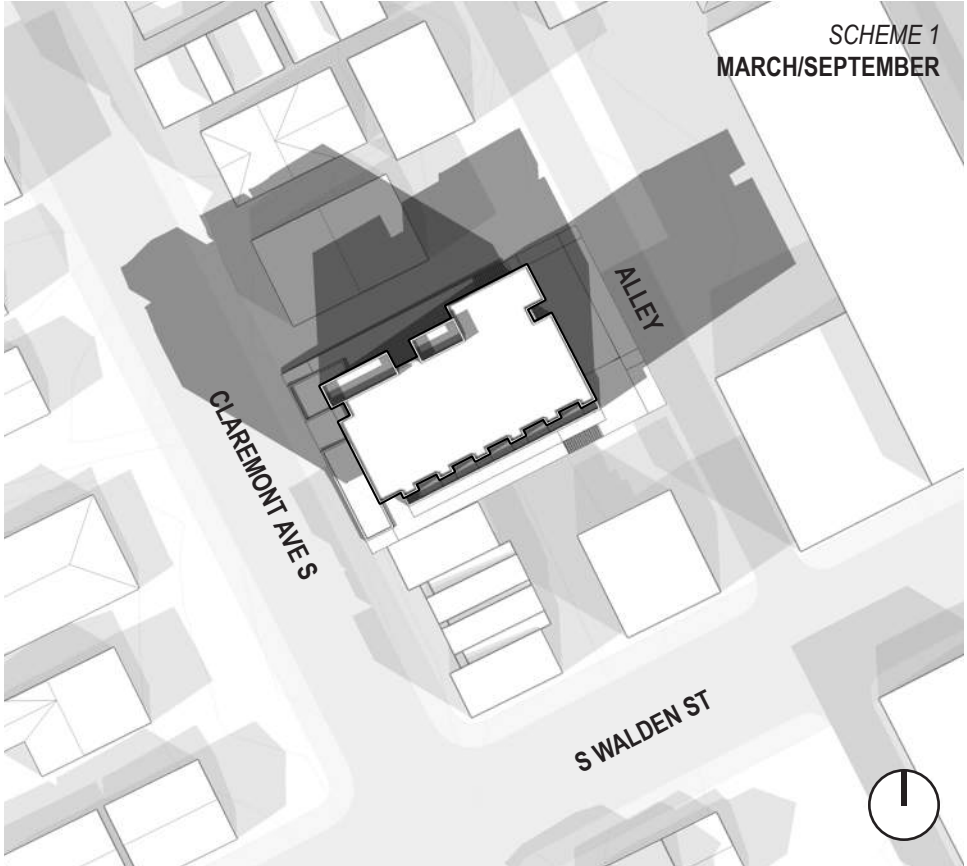 SCHEME 1
MARCH/SEPTEMBER
ALLEY
CLAREMONT AVE S
S WALDEN ST